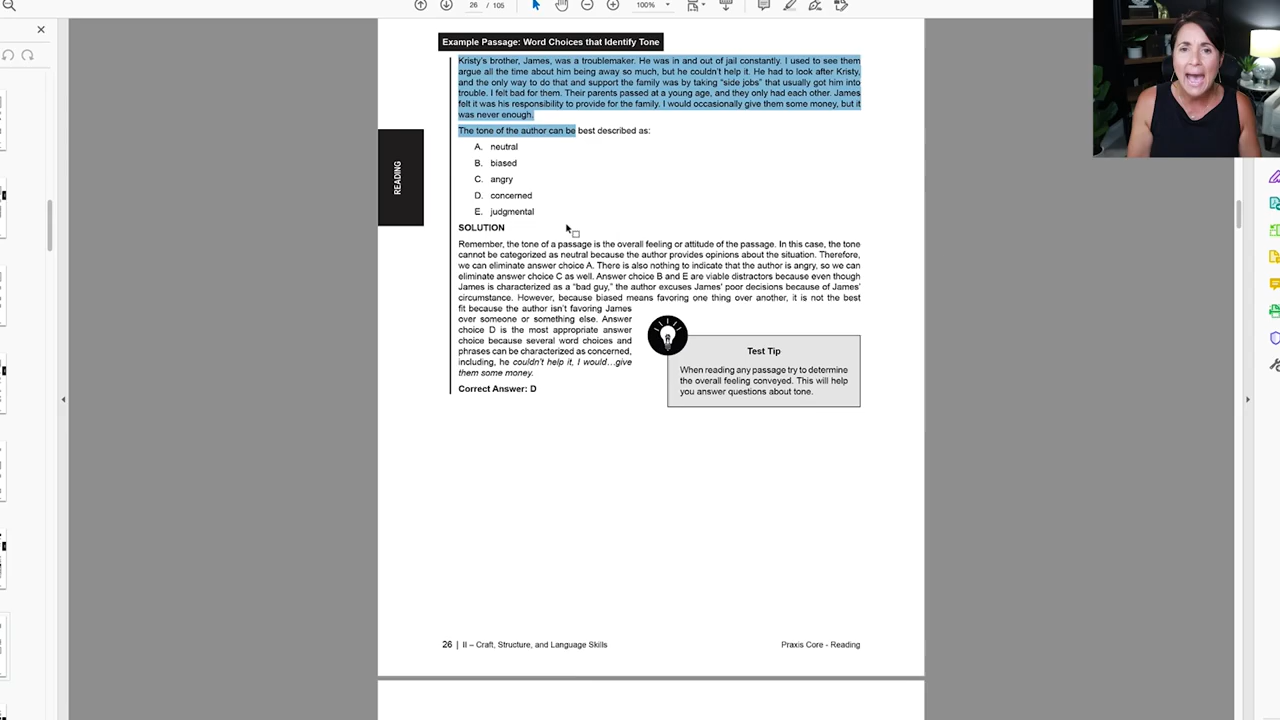 26 / 105
100%
Example Passage: Word Choices that Identify Tone
Kristy's brother, James, was a troublemaker. He was in and out of jail constantly. I used to see them
argue all the time about him being away so much, but he couldn't help it. He had to look after Kristy,
and the only way to do that and support the family was by taking “side jobs” that usually got him into
trouble. I felt bad for them. Their parents passed at a young age, and they only had each other. James
felt it was his responsibility to provide for the family. I would occasionally give them some money, but it
was never enough.
The tone of the author can be best described as:
A. neutral
B. biased
C. angry
D. concerned
E. judgmental
READING
SOLUTION
Remember, the tone of a passage is the overall feeling or attitude of the passage. In this case, the tone
cannot be categorized as neutral because the author provides opinions about the situation. Therefore,
we can eliminate answer choice A. There is also nothing to indicate that the author is angry, so we can
eliminate answer choice C as well. Answer choice B and E are viable distractors because even though
James is characterized as a “bad guy,” the author excuses James' poor decisions because of James'
circumstance. However, because biased means favoring one thing over another, it is not the best
fit because the author isn't favoring James
over someone or something else. Answer
choice D is the most appropriate answer
choice because several word choices and
phrases can be characterized as concerned,
including, he couldn't help it, I would...give
them some money.
Correct Answer: D
Test Tip
When reading any passage try to determine
the overall feeling conveyed. This will help
you answer questions about tone.
26 | II – Craft, Structure, and Language Skills
Praxis Core - Reading